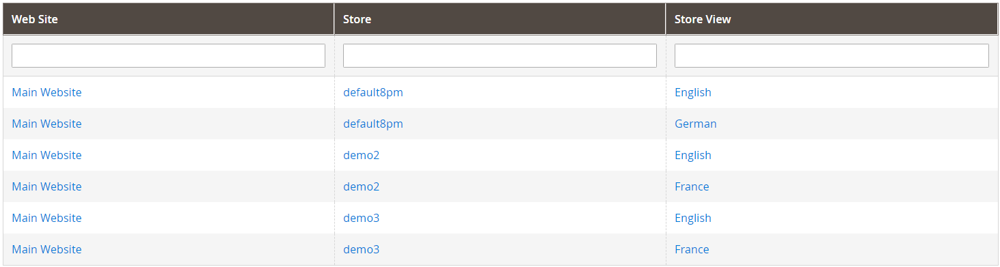 Web Site Store Store View
Main Website default8pm English
Main Website default8pm German
Main Website demo2 English
Main Website demo2 France
Main Website demo3 English
Main Website demo3 France